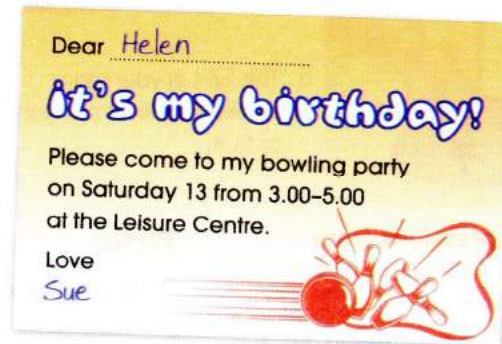 Dear Helen
it's my birthday!
Please come to my bowling party
on Saturday 13 from 3.00–5.00
at the Leisure Centre.
Love
Sue